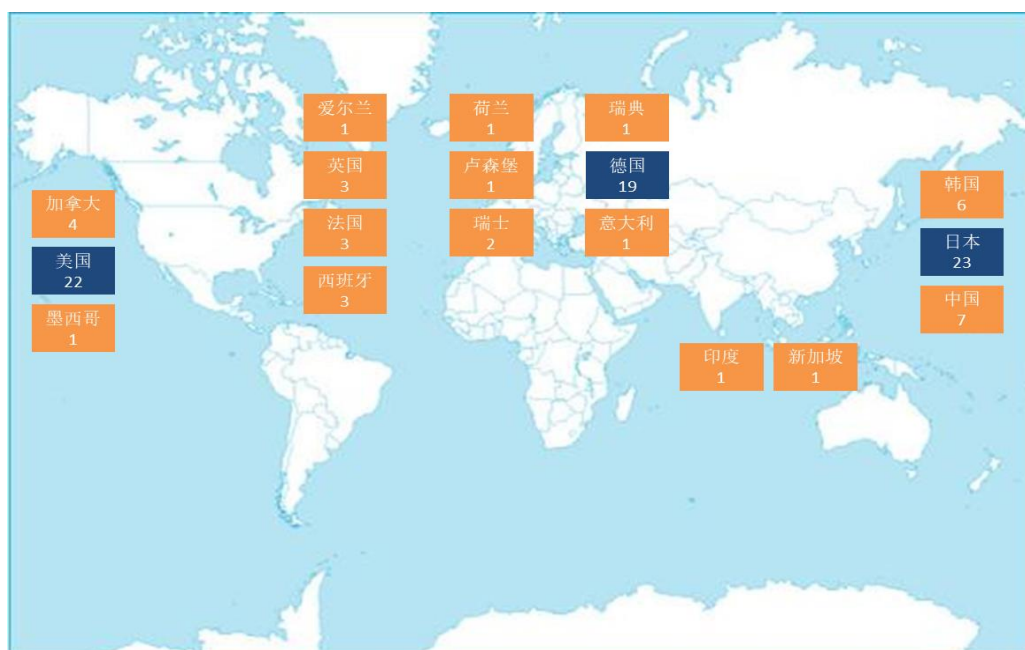 爱尔兰
1
荷兰
1
瑞典
1
英国
3
卢森堡
1
德国
19
加拿大
4
法国
3
瑞士
2
意大利
1
韩国
6
美国
22
西班牙
3
日本
23
墨西哥
1
中国
7
印度
1
新加坡
1